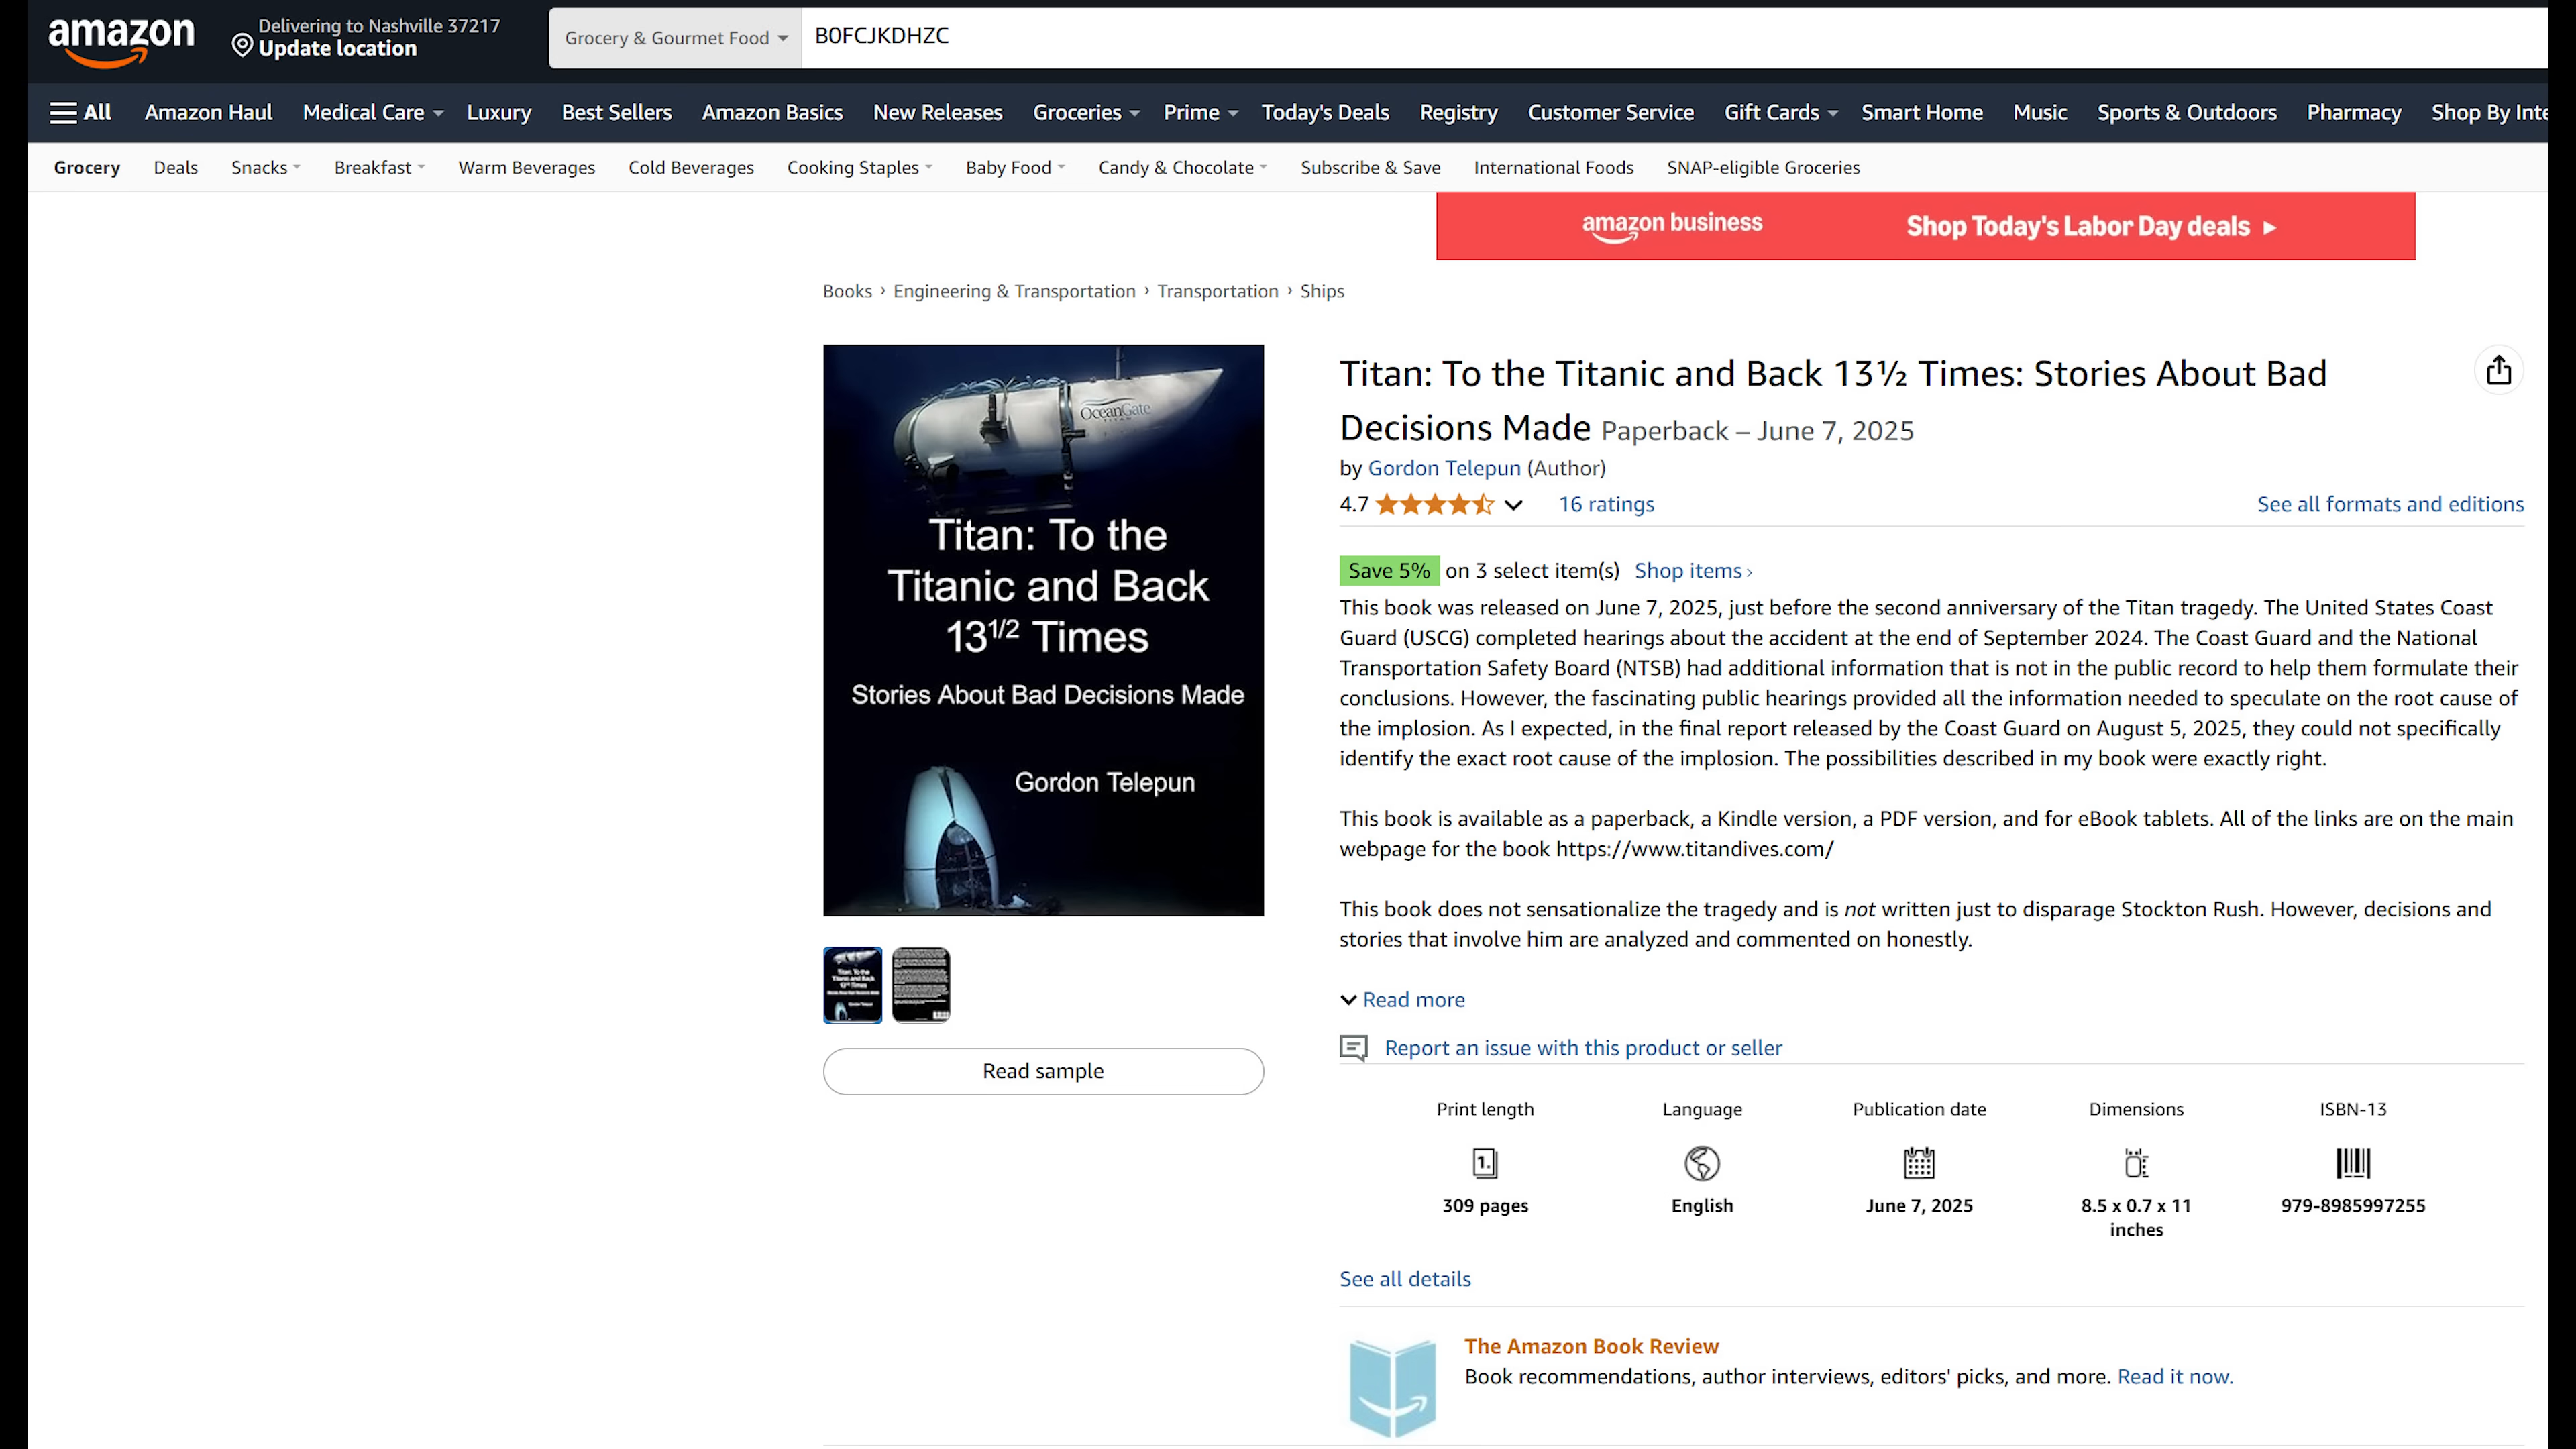 amazon
Delivering to Nashville 37217
Update location
Grocery & Gourmet Food
B0FCJKDHZC
All
Amazon Haul
Medical Care
Luxury
Best Sellers
Amazon Basics
New Releases
Groceries
Prime
Today's Deals
Registry
Customer Service
Gift Cards
Smart Home
Music
Sports & Outdoors
Pharmacy
Shop By Inte
Grocery
Deals
Snacks
Breakfast
Warm Beverages
Cold Beverages
Cooking Staples
Baby Food
Candy & Chocolate
Subscribe & Save
International Foods
SNAP-eligible Groceries
amazon business
Shop Today's Labor Day deals ▸
Books › Engineering & Transportation › Transportation › Ships
OceanGate
TITAN
Titan: To the
Titanic and Back
13 1/2 Times
Stories About Bad Decisions Made
Gordon Telepun
Read sample
Titan: To the Titanic and Back 13½ Times: Stories About Bad
Decisions Made Paperback – June 7, 2025
by Gordon Telepun (Author)
4.7
16 ratings
See all formats and editions
Save 5% on 3 select item(s) Shop items ›
This book was released on June 7, 2025, just before the second anniversary of the Titan tragedy. The United States Coast
Guard (USCG) completed hearings about the accident at the end of September 2024. The Coast Guard and the National
Transportation Safety Board (NTSB) had additional information that is not in the public record to help them formulate their
conclusions. However, the fascinating public hearings provided all the information needed to speculate on the root cause of
the implosion. As I expected, in the final report released by the Coast Guard on August 5, 2025, they could not specifically
identify the exact root cause of the implosion. The possibilities described in my book were exactly right.
This book is available as a paperback, a Kindle version, a PDF version, and for eBook tablets. All of the links are on the main
webpage for the book https://www.titandives.com/
This book does not sensationalize the tragedy and is not written just to disparage Stockton Rush. However, decisions and
stories that involve him are analyzed and commented on honestly.
Read more
Report an issue with this product or seller
Print length
Language
Publication date
Dimensions
ISBN-13
1.
309 pages
English
June 7, 2025
8.5 x 0.7 x 11
inches
979-8985997255
See all details
The Amazon Book Review
Book recommendations, author interviews, editors' picks, and more. Read it now.